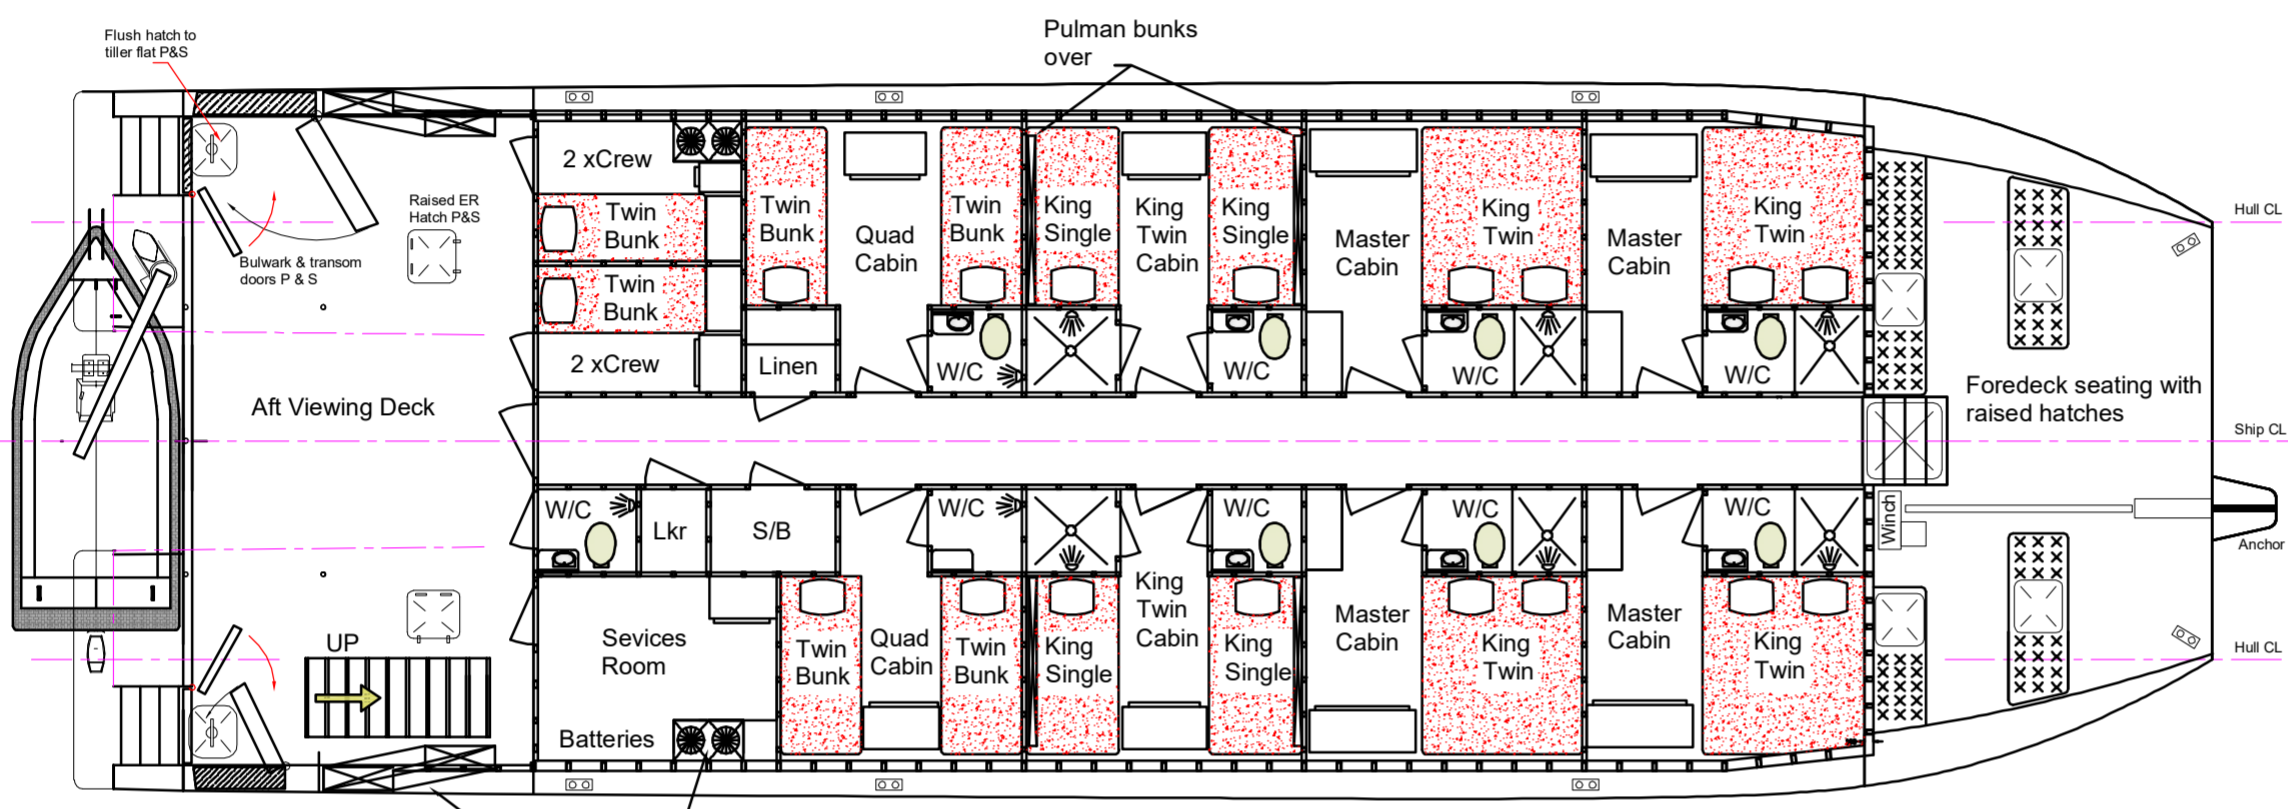 Pulman bunks
over
Flush hatch to
tiller flat P&S
2 xCrew
Raised ER
Hatch P&S
Twin
Bunk
Twin
Bunk
Quad
Cabin
Twin
Bunk
King
Single
King
Twin
Cabin
King
Single
Master
Cabin
King
Twin
Master
Cabin
King
Twin
Hull CL
Bulwark & transom
doors P & S
Twin
Bunk
2 xCrew
Linen
W/C
W/C
W/C
W/C
Aft Viewing Deck
Foredeck seating with
raised hatches
Ship CL
W/C
Lkr
S/B
W/C
W/C
W/C
W/C
Winch
Anchor
UP
Sevices
Room
Twin
Bunk
Quad
Cabin
Twin
Bunk
King
Single
King
Twin
Cabin
King
Single
Master
Cabin
King
Twin
Master
Cabin
King
Twin
Hull CL
Batteries